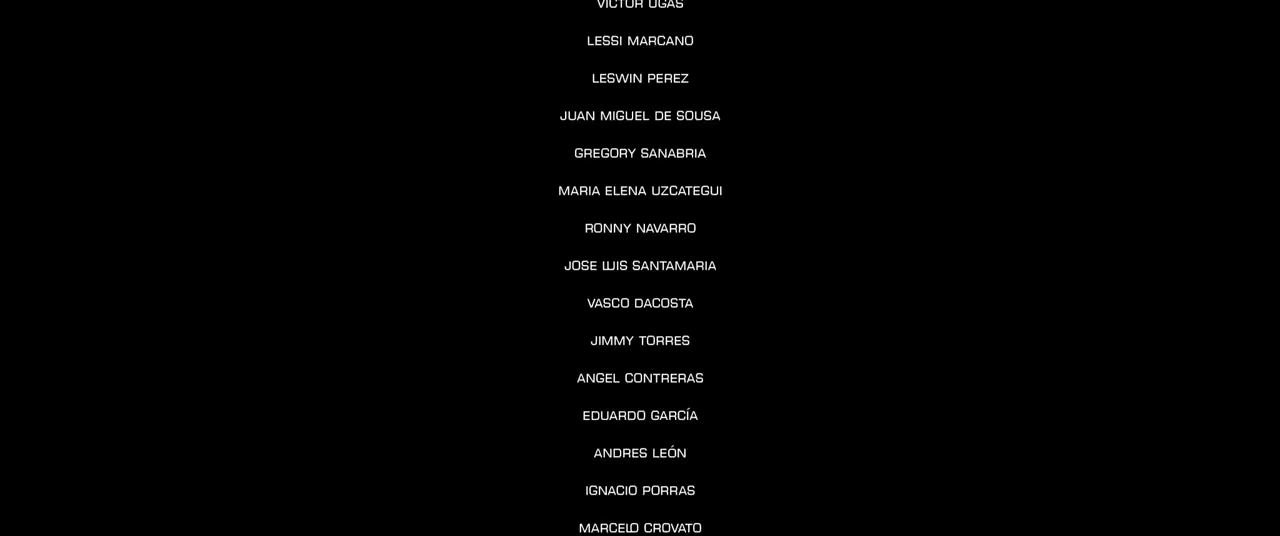 VICTOR UGAS
LESSI MARCANO
LESWIN PEREZ
JUAN MIGUEL DE SOUSA
GREGORY SANABRIA
MARIA ELENA UZCATEGUI
RONNY NAVARRO
JOSE LUIS SANTAMARIA
VASCO DACOSTA
JIMMY TORRES
ANGEL CONTRERAS
EDUARDO GARCÍA
ANDRES LEÓN
IGNACIO PORRAS
MARCELO CROVATO